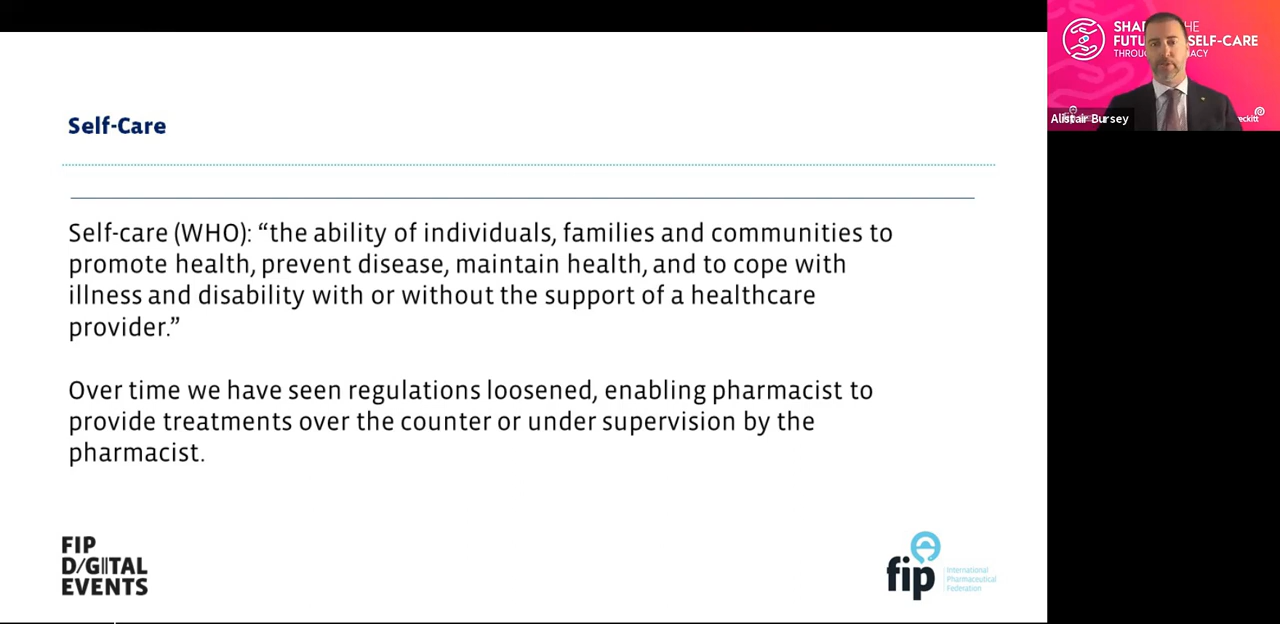 Self-Care
Self-care (WHO): “the ability of individuals, families and communities to
promote health, prevent disease, maintain health, and to cope with
illness and disability with or without the support of a healthcare
provider.”
Over time we have seen regulations loosened, enabling pharmacist to
provide treatments over the counter or under supervision by the
pharmacist.
FIP
D/G||TAL
EVENTS
fip
International
Pharmaceutical
Federation
SHA HE
FUTU SELF-CARE
THROU ACY
Alistair Bursey
eckitt